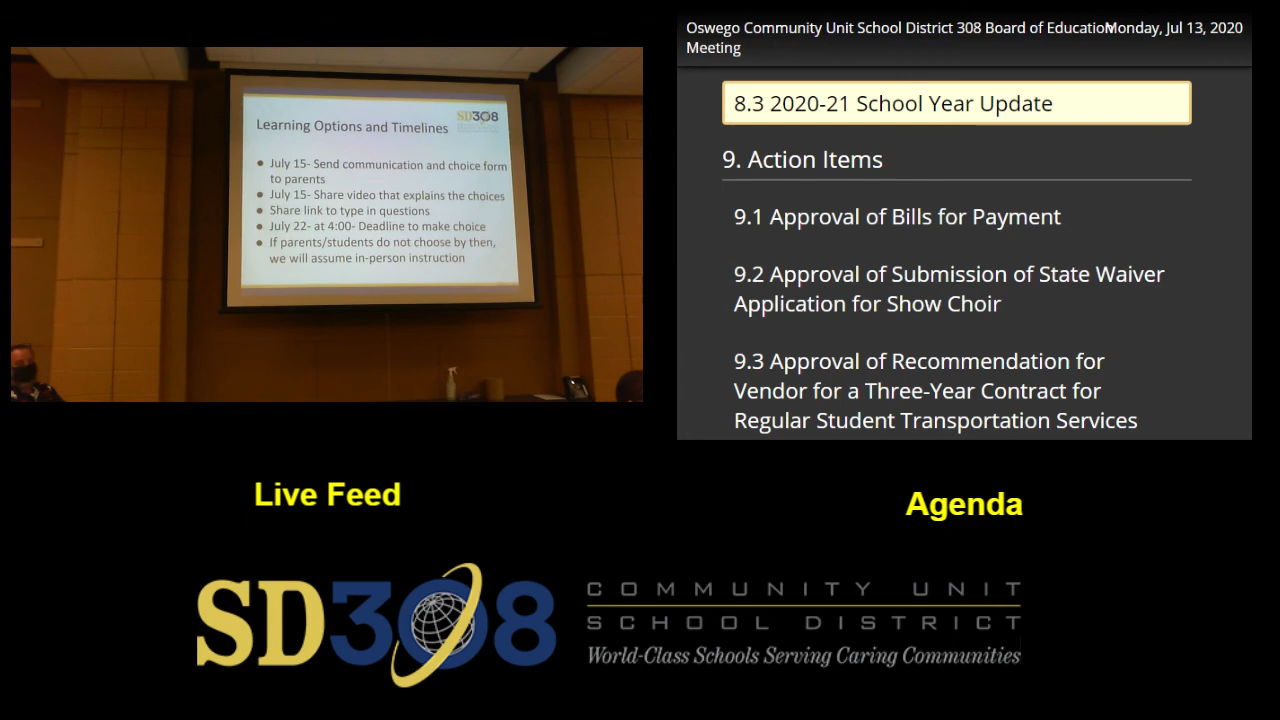 SD308
Learning Options and Timelines
● July 15- Send communication and choice form
to parents
● July 15- Share video that explains the choices
● Share link to type in questions
● July 22- at 4:00- Deadline to make choice
● If parents/students do not choose by then,
we will assume in-person instruction
Oswego Community Unit School District 308 Board of Education
Meeting
Monday, Jul 13, 2020
8.3 2020-21 School Year Update
9. Action Items
9.1 Approval of Bills for Payment
9.2 Approval of Submission of State Waiver
Application for Show Choir
9.3 Approval of Recommendation for
Vendor for a Three-Year Contract for
Regular Student Transportation Services
Live Feed
Agenda
SD308
COMMUNITY UNIT
SCHOOL DISTRICT
World-Class Schools Serving Caring Communities